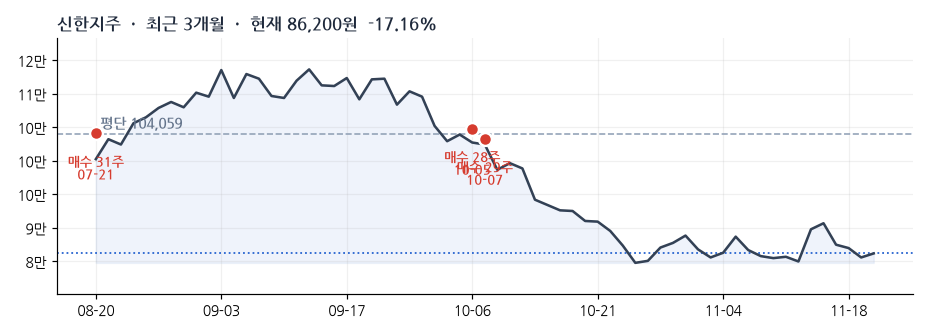 신한지주 · 최근 3개월 · 현재 86,200원 -17.16%
12만
11만
10만
10만
10만
9만
8만
평단 104,059
매수 31주
07-21
매수 28주
10-07
08-20
09-03
09-17
10-06
10-21
11-04
11-18